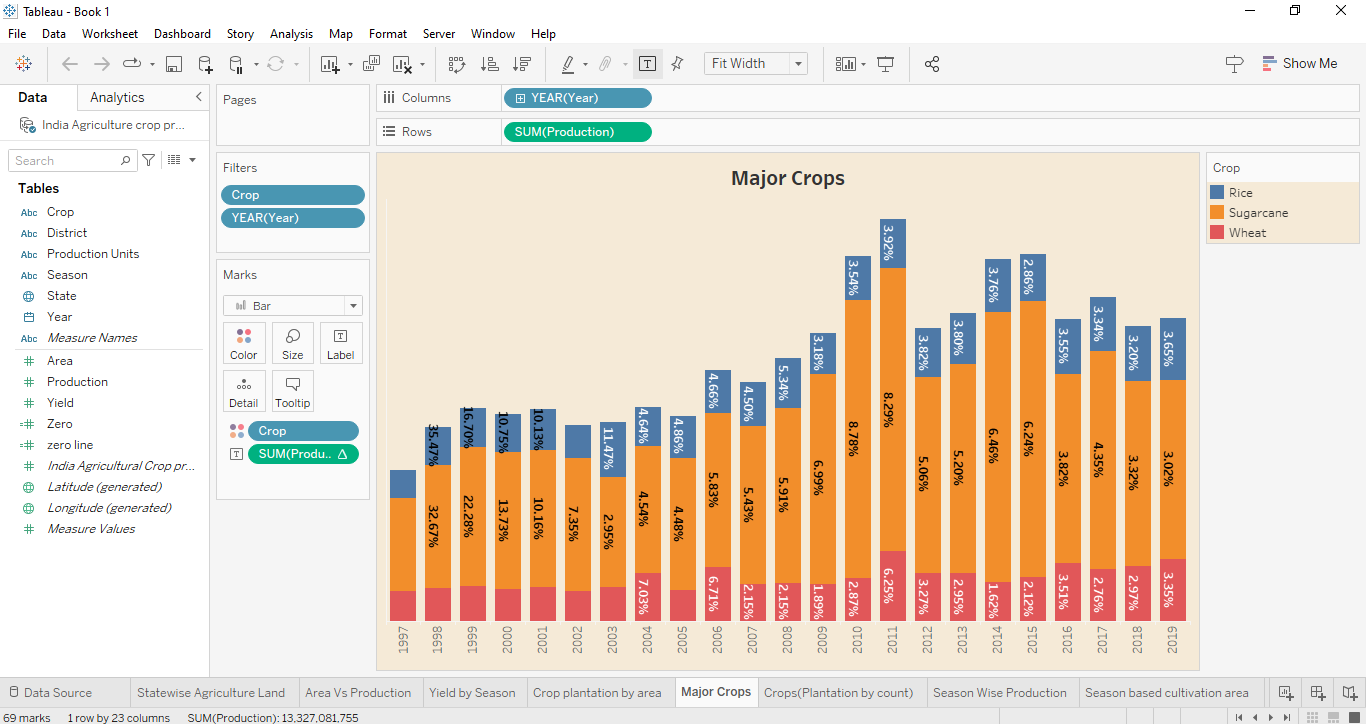 Tableau - Book 1
File Data Worksheet Dashboard Story Analysis Map Format Server Window Help
Fit Width
Show Me
Data Analytics
India Agriculture crop pr...
Search
Tables
Abc Crop
Abc District
Abc Production Units
Abc Season
State
Year
Abc Measure Names
# Area
# Production
# Yield
=# Zero
=# zero line
# India Agricultural Crop pr...
Latitude (generated)
Longitude (generated)
# Measure Values
Pages
Filters
Crop
YEAR(Year)
Marks
Bar
Color Size Label
Detail Tooltip
Crop
SUM(Produ.. Δ
Columns YEAR(Year)
Rows SUM(Production)
Major Crops
35.47% 16.70% 10.75% 10.13% 11.47% 4.64% 4.86% 4.66% 4.50% 5.34% 3.18% 3.54% 3.92% 3.82% 3.80% 3.76% 2.86% 3.55% 3.34% 3.20% 3.65%
32.67% 22.28% 13.73% 10.16% 7.35% 2.95% 4.54% 4.48% 5.83% 5.43% 5.91% 6.99% 8.78% 8.29% 5.06% 5.20% 6.46% 6.24% 3.82% 4.35% 3.32% 3.02%
7.03% 6.71% 2.15% 2.15% 1.89% 2.87% 6.25% 3.27% 2.95% 1.62% 2.12% 3.51% 2.76% 2.97% 3.35%
1997 1998 1999 2000 2001 2002 2003 2004 2005 2006 2007 2008 2009 2010 2011 2012 2013 2014 2015 2016 2017 2018 2019
Crop
Rice
Sugarcane
Wheat
Data Source Statewise Agriculture Land Area Vs Production Yield by Season Crop plantation by area Major Crops Crops(Plantation by count) Season Wise Production Season based cultivation area
69 marks 1 row by 23 columns SUM(Production): 13,327,081,755